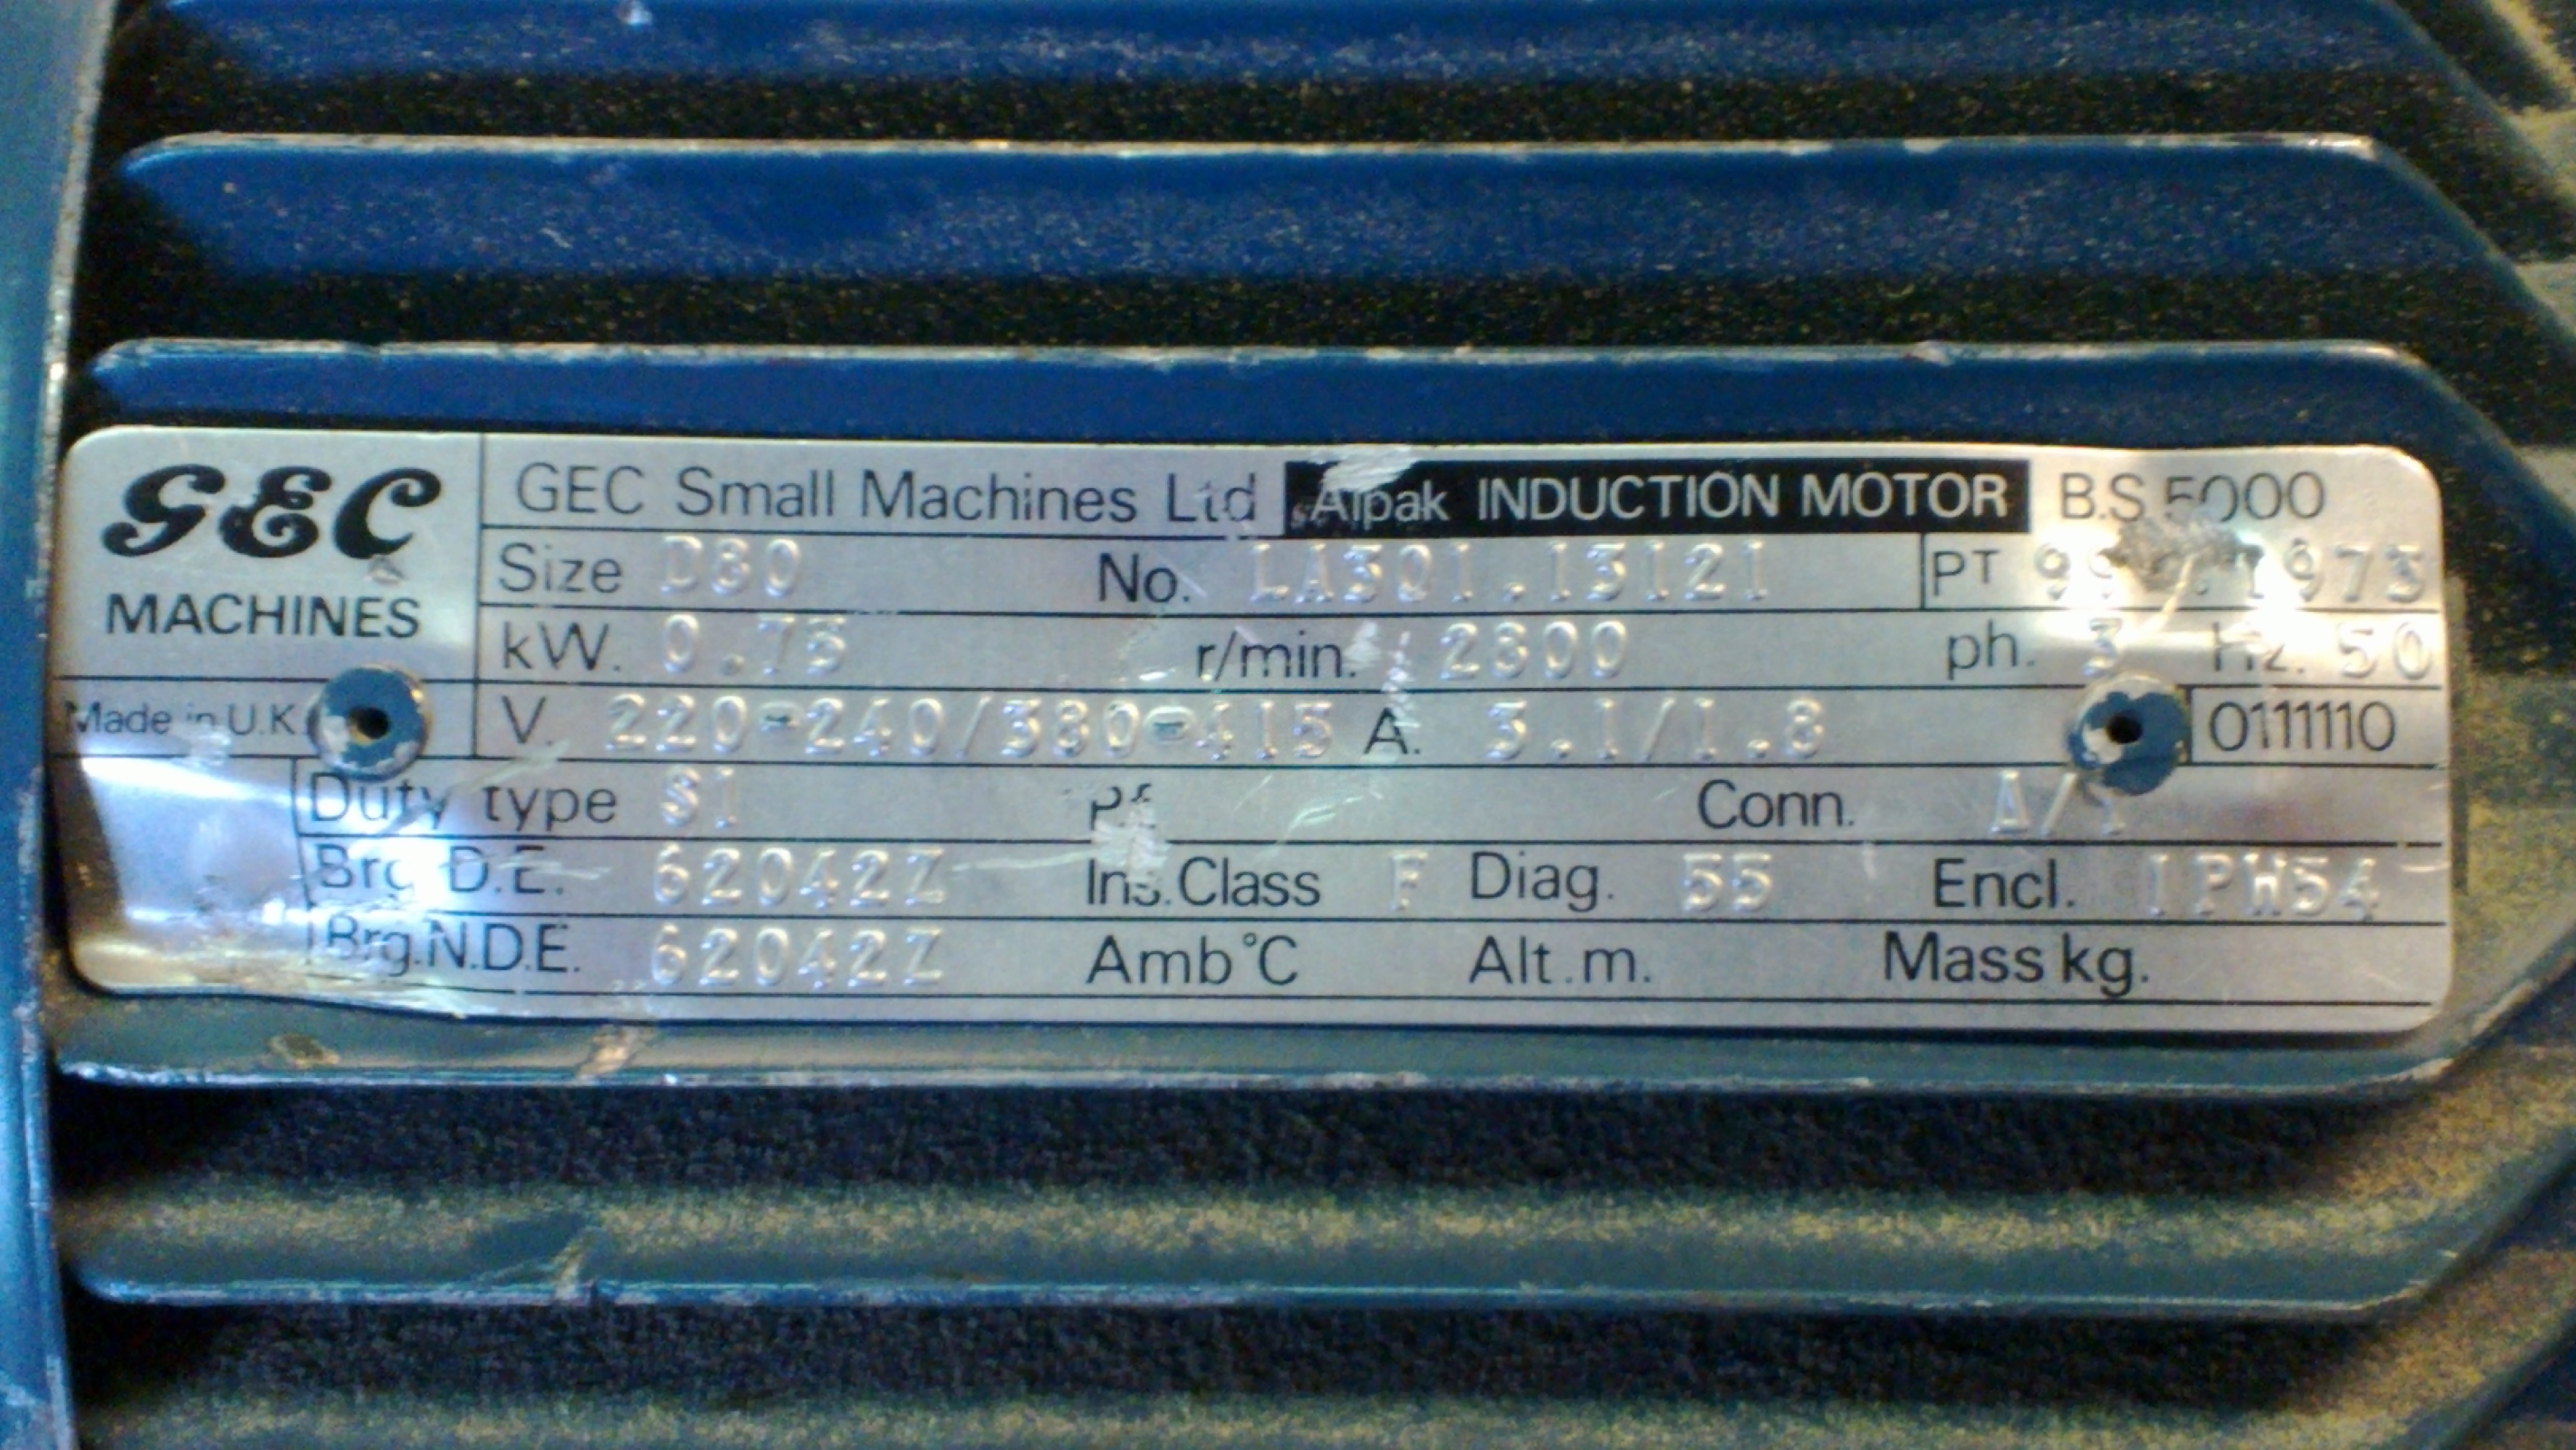 GEC
MACHINES
Made in U.K.
GEC Small Machines Ltd Alpak INDUCTION MOTOR B.S 5000
Size D80 No. LA301.13121 PT
kW. 0.75 r/min. 2800 ph. 3 Hz. 50
V. 220-240/380-415 A. 3.1/1.8 0111110
Duty type S1 Pf Conn. Δ/Y
Brg D.E. 62042Z Ins.Class F Diag. 55 Encl. IPW54
Brg.N.D.E. 62042Z Amb°C Alt.m. Mass kg.